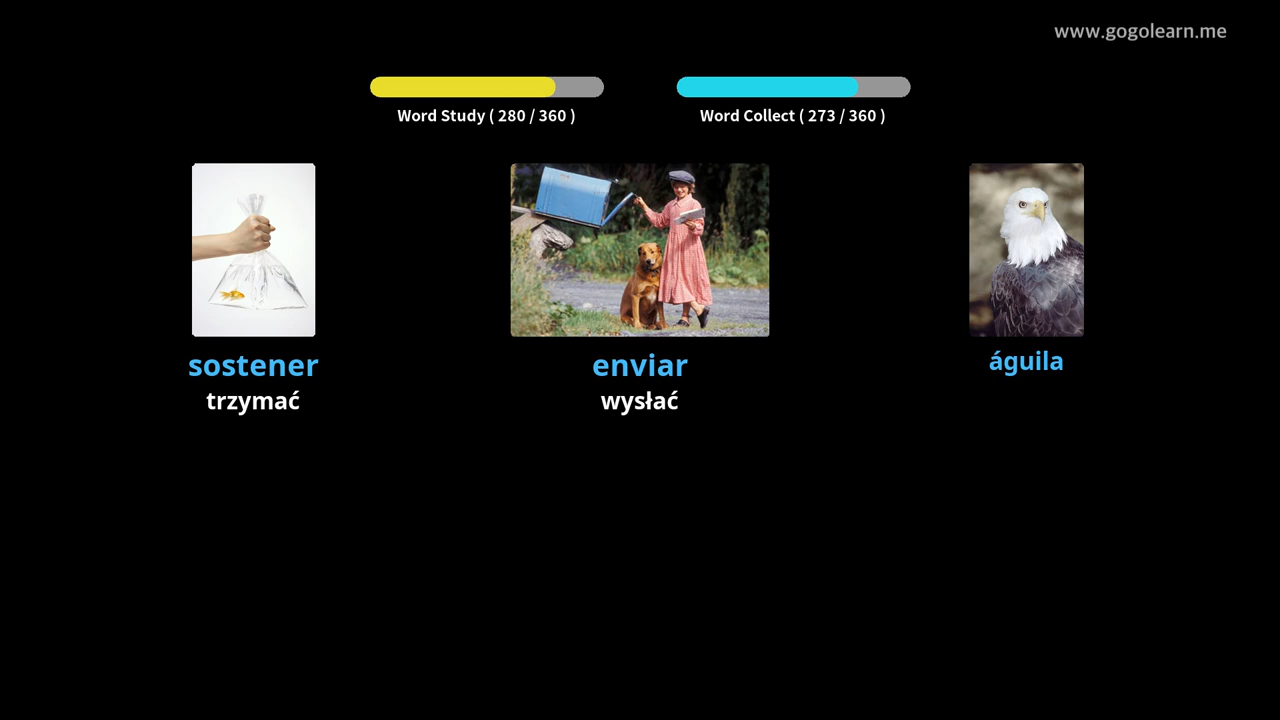 www.gogolearn.me
Word Study ( 280 / 360 )
Word Collect ( 273 / 360 )
sostener
trzymać
enviar
wysłać
águila